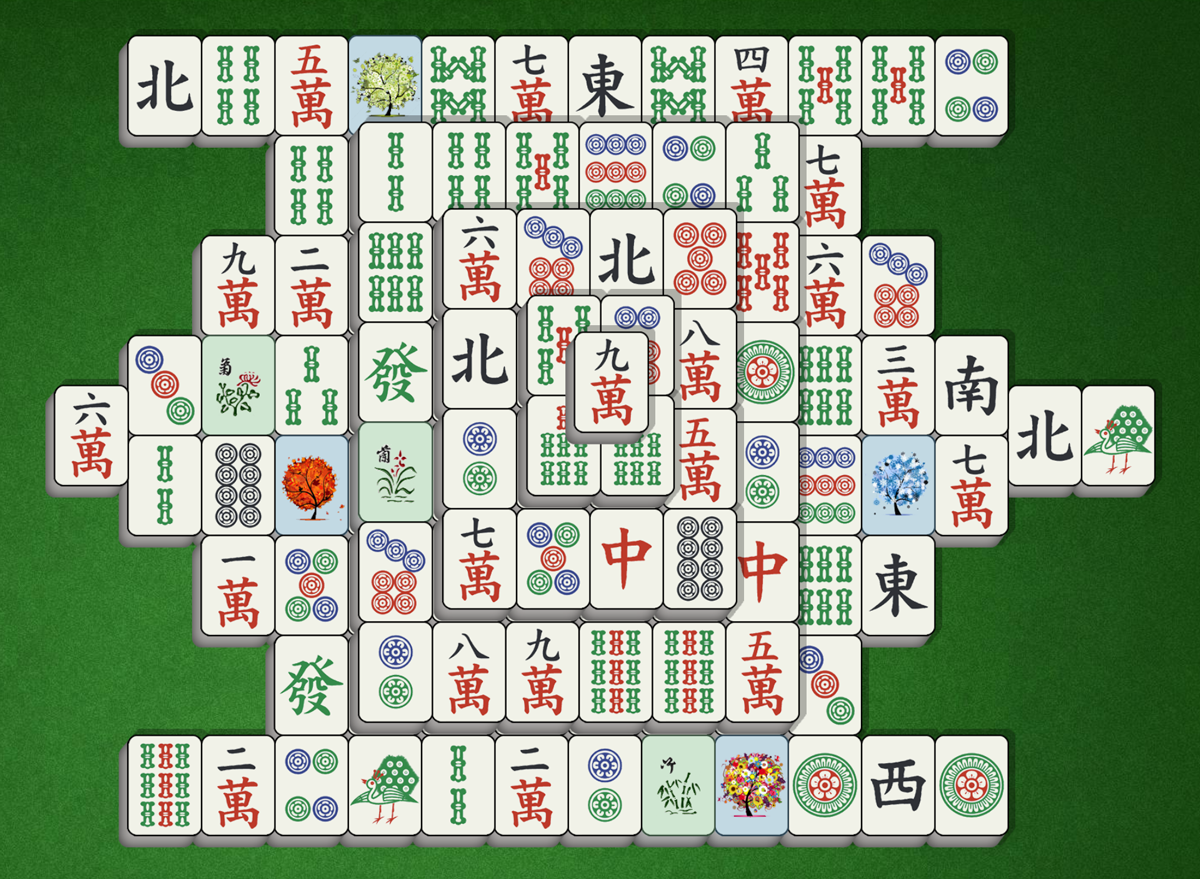 北 五萬 七萬 東 四萬
七萬
九萬 二萬 六萬 北 六萬
菊 發 北 九萬 八萬 三萬 南
六萬 北
五萬 七萬
一萬 七萬 中 中 東
發 八萬 九萬 五萬
二萬 二萬 竹 西